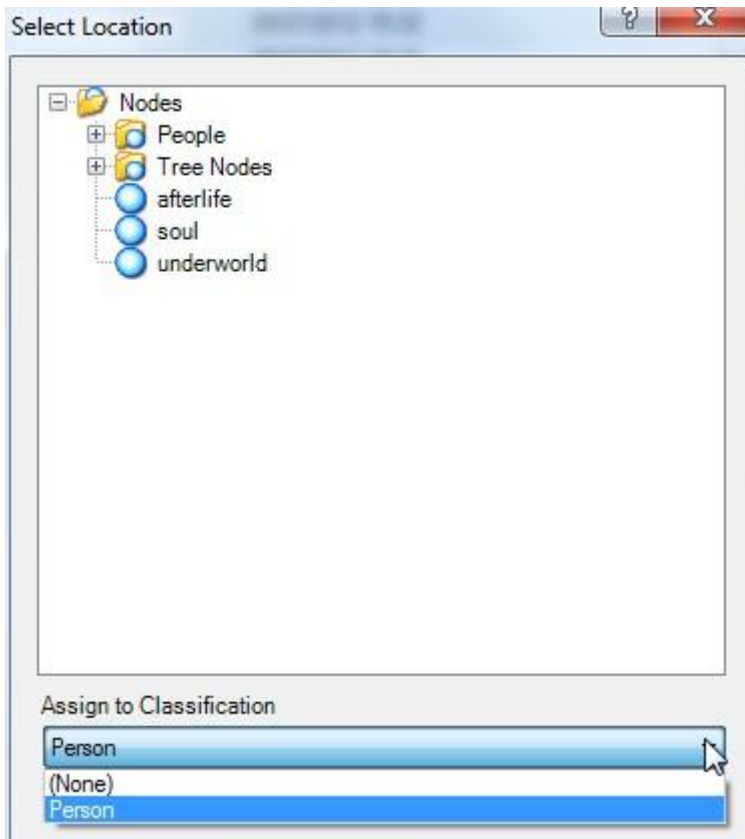 Select Location
Nodes
People
Tree Nodes
afterlife
soul
underworld
Assign to Classification
Person
(None)
Person